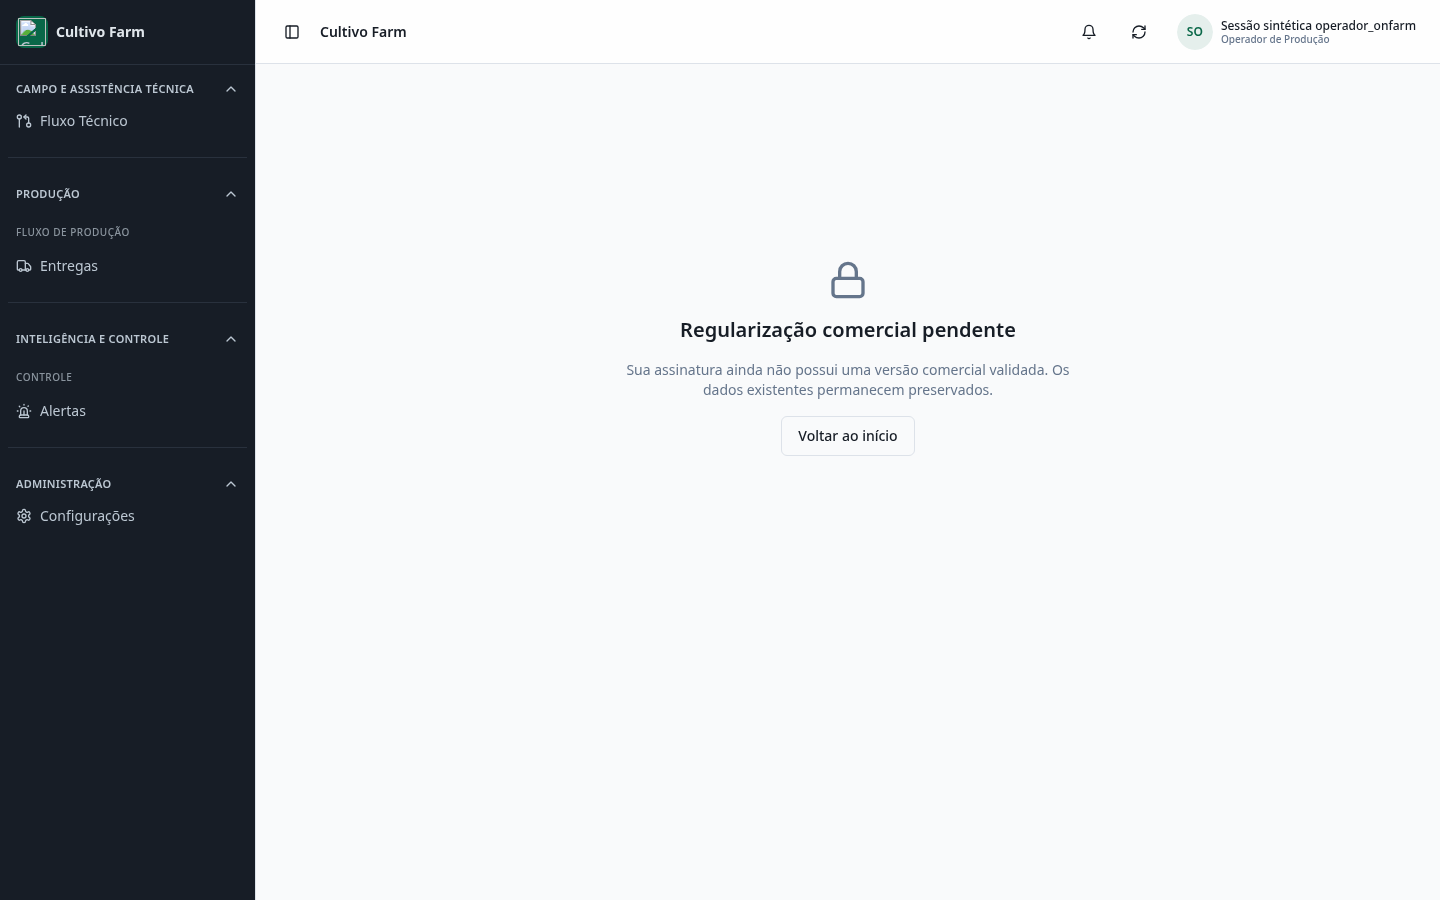 Cultivo Farm
CAMPO E ASSISTÊNCIA TÉCNICA
Fluxo Técnico
PRODUÇÃO
FLUXO DE PRODUÇÃO
Entregas
INTELIGÊNCIA E CONTROLE
CONTROLE
Alertas
ADMINISTRAÇÃO
Configurações
Cultivo Farm
SO
Sessão sintética operador_onfarm
Operador de Produção
Regularização comercial pendente
Sua assinatura ainda não possui uma versão comercial validada. Os
dados existentes permanecem preservados.
Voltar ao início